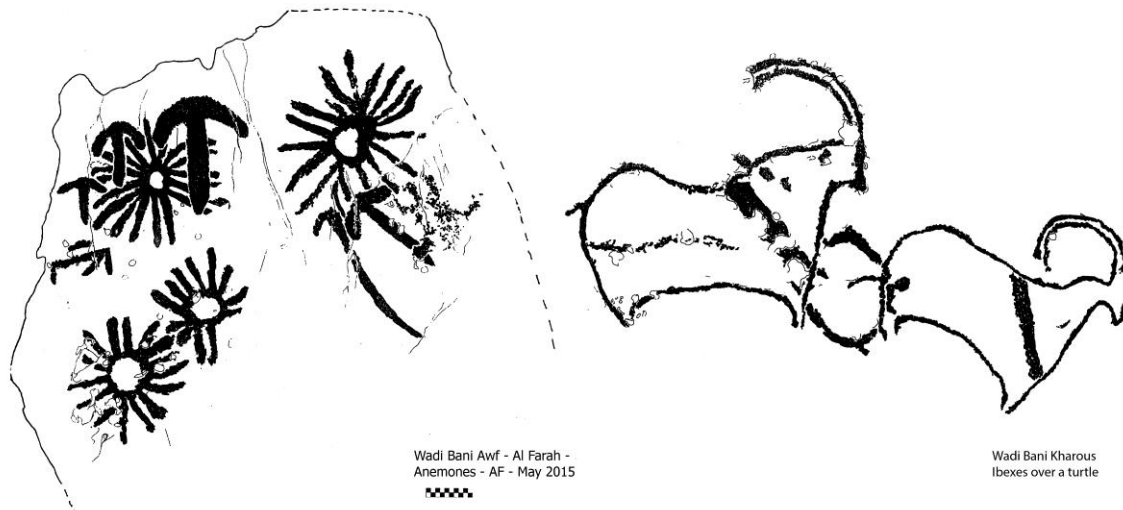 Wadi Bani Awf - Al Farah -
Anemones - AF - May 2015
Wadi Bani Kharous
Ibexes over a turtle